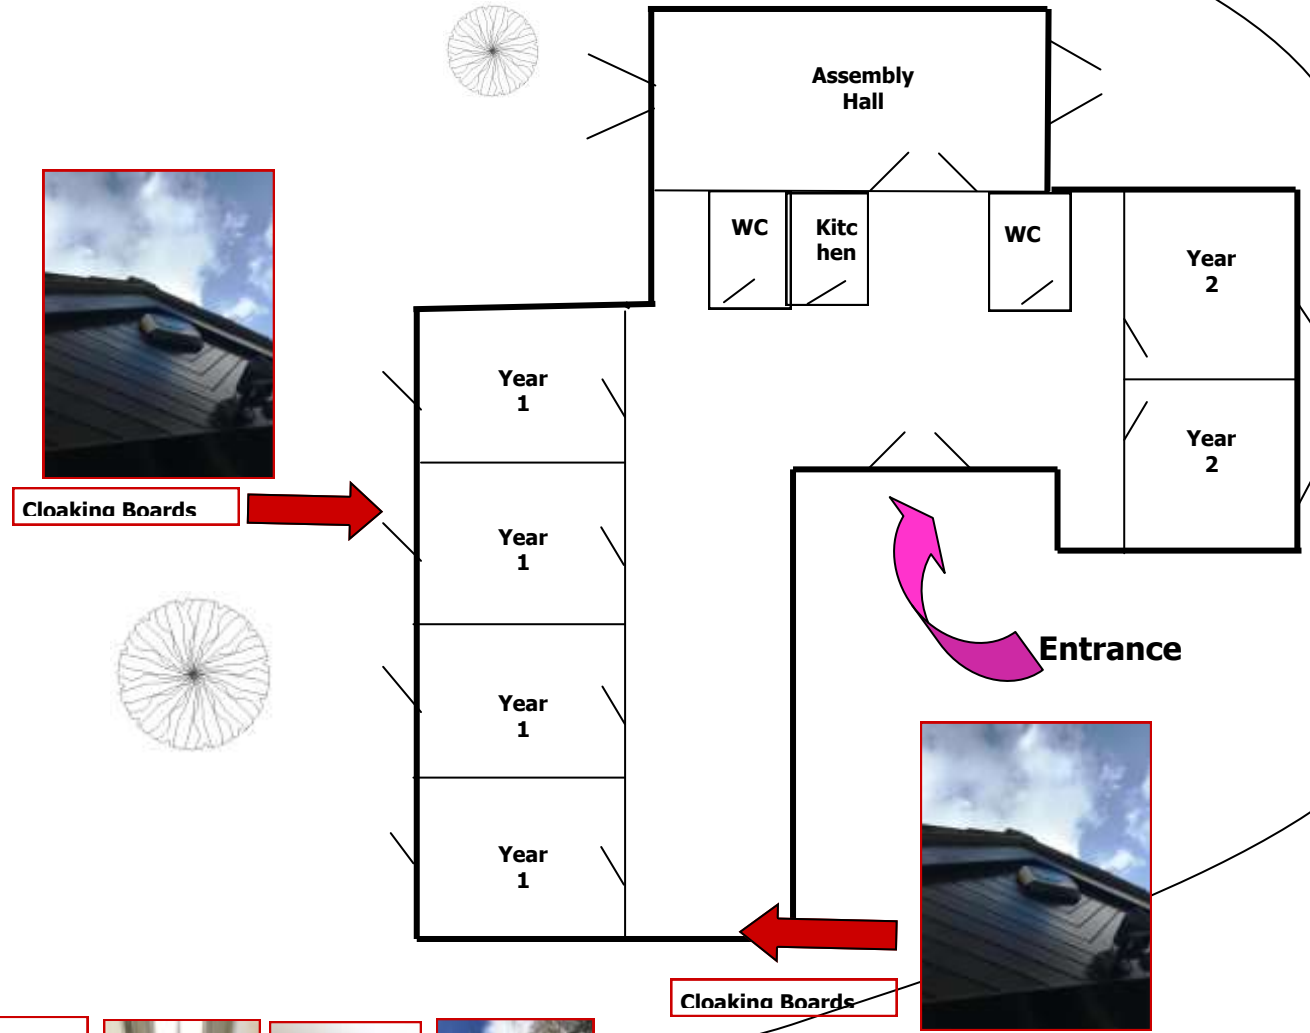 Assembly
Hall
WC
Kitc
hen
WC
Year
2
Year
1
Year
2
Cloaking Boards
Year
1
Entrance
Year
1
Year
1
Cloaking Boards